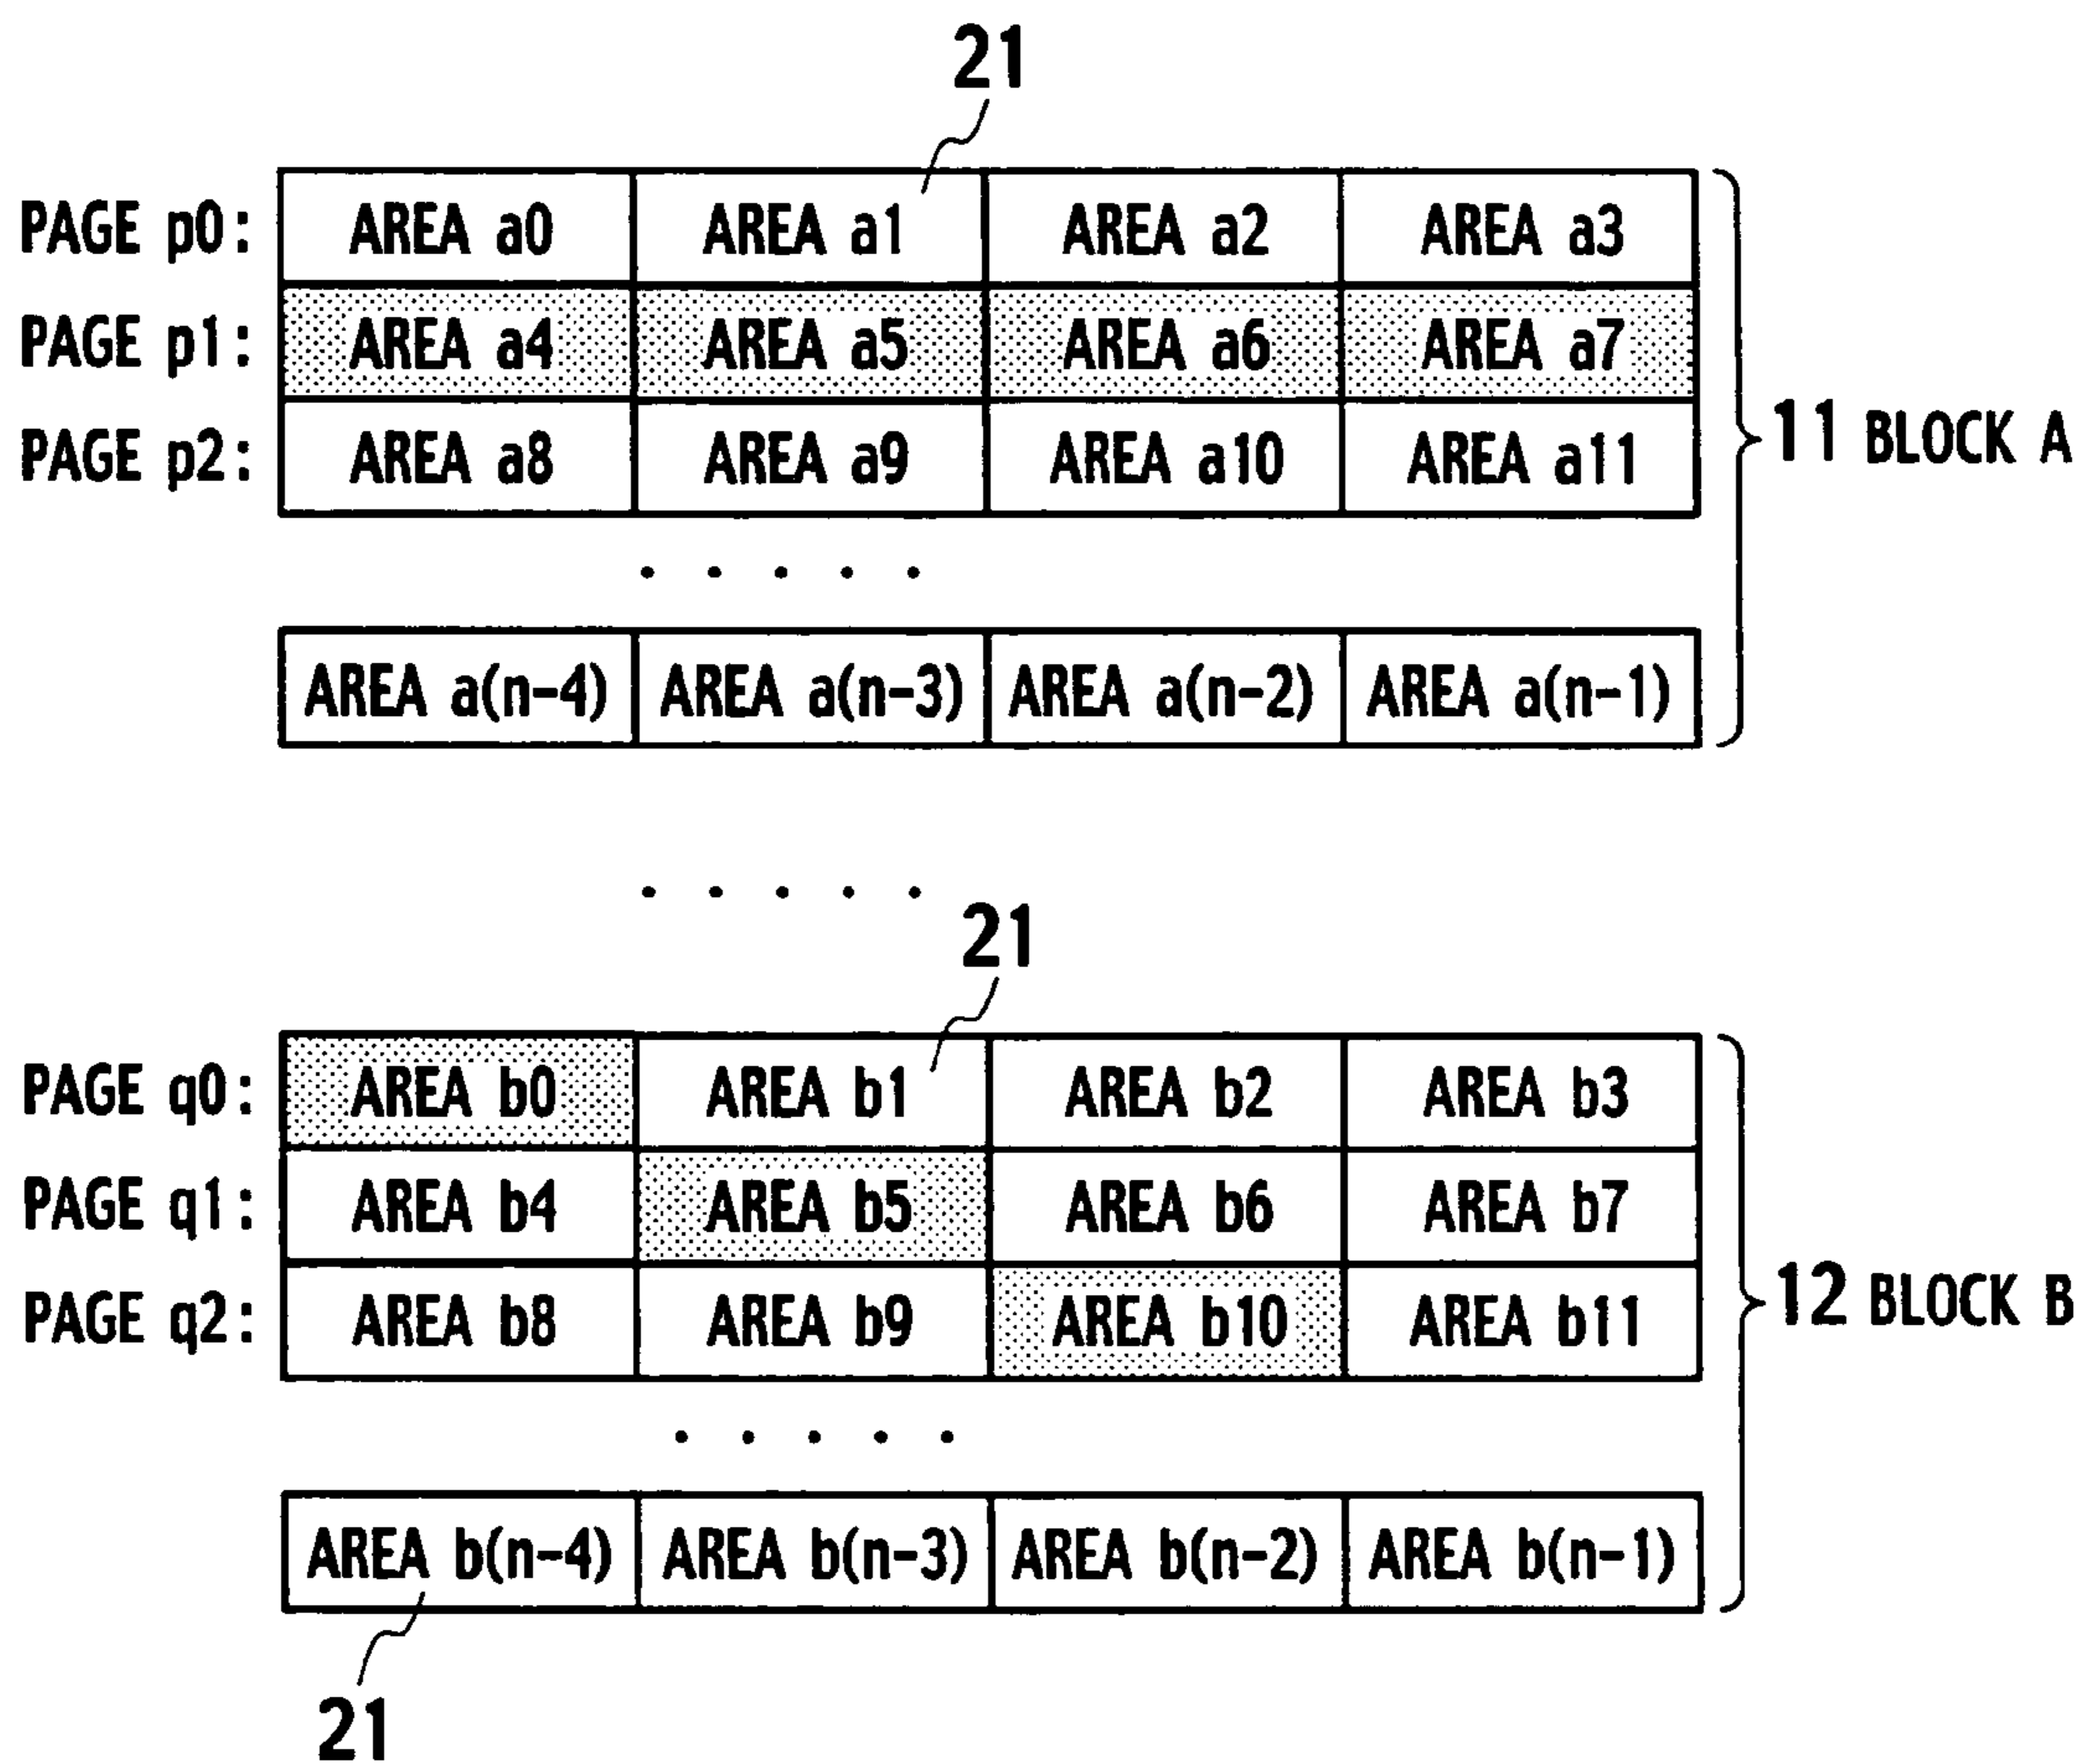 21
PAGE p0: AREA a0 AREA a1 AREA a2 AREA a3
PAGE p1: AREA a4 AREA a5 AREA a6 AREA a7
PAGE p2: AREA a8 AREA a9 AREA a10 AREA a11
11 BLOCK A
. . . . .
AREA a(n-4) AREA a(n-3) AREA a(n-2) AREA a(n-1)
. . . . .
21
PAGE q0: AREA b0 AREA b1 AREA b2 AREA b3
PAGE q1: AREA b4 AREA b5 AREA b6 AREA b7
PAGE q2: AREA b8 AREA b9 AREA b10 AREA b11
12 BLOCK B
. . . . .
AREA b(n-4) AREA b(n-3) AREA b(n-2) AREA b(n-1)
21